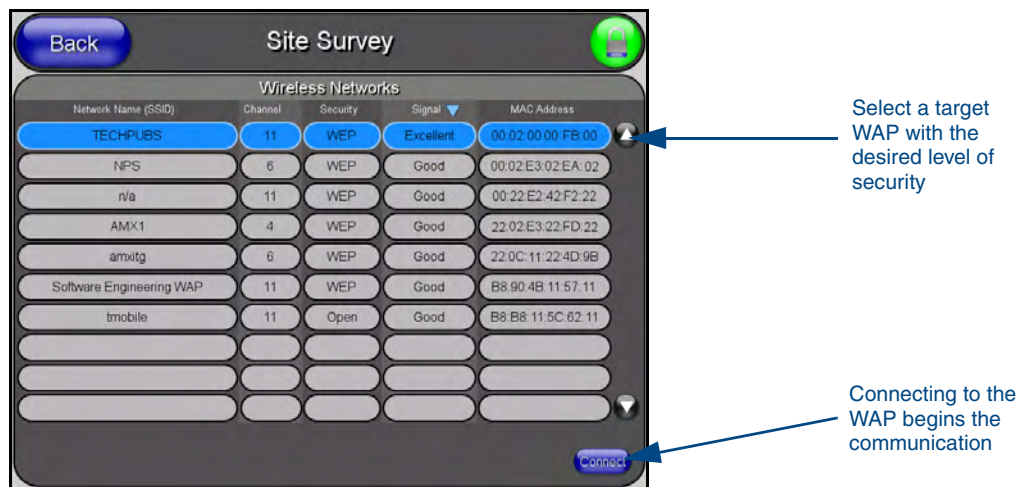 Back
Site Survey
Wireless Networks
Network Name (SSID) Channel Security Signal MAC Address
TECHPUBS 11 WEP Excellent 00:02:00:00:FB:00
NPS 6 WEP Good 00:02:E3:02:EA:02
n/a 11 WEP Good 00:22:E2:42:F2:22
AMX1 4 WEP Good 22:02:E3:22:FD:22
amxitg 6 WEP Good 22:0C:11:22:4D:9B
Software Engineering WAP 11 WEP Good B8:90:4B:11:57:11
tmobile 11 Open Good B8:B8:11:5C:62:11
Connect
Select a target
WAP with the
desired level of
security
Connecting to the
WAP begins the
communication